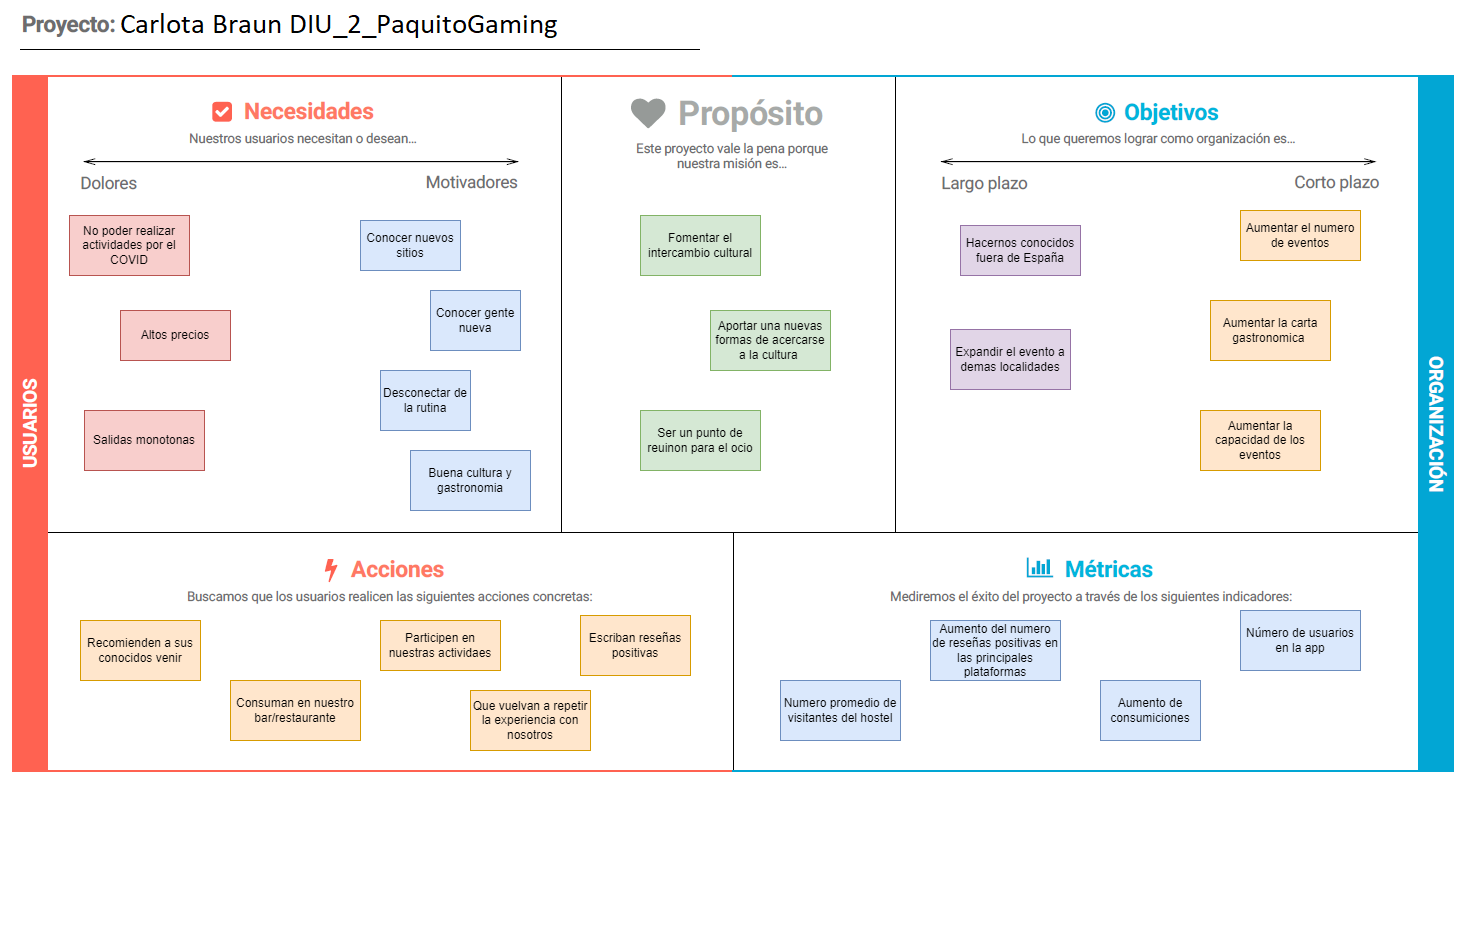 Proyecto: Carlota Braun DIU_2_PaquitoGaming
USUARIOS
Necesidades
Nuestros usuarios necesitan o desean...
Dolores
Motivadores
No poder realizar
actividades por el
COVID
Altos precios
Salidas monotonas
Conocer nuevos
sitios
Conocer gente
nueva
Desconectar de
la rutina
Buena cultura y
gastronomia
Propósito
Este proyecto vale la pena porque
nuestra misión es...
Fomentar el
intercambio cultural
Aportar una nuevas
formas de acercarse
a la cultura
Ser un punto de
reuinon para el ocio
Objetivos
Lo que queremos lograr como organización es...
Largo plazo
Corto plazo
Hacernos conocidos
fuera de España
Expandir el evento a
demas localidades
Aumentar el numero
de eventos
Aumentar la carta
gastronomica
Aumentar la
capacidad de los
eventos
ORGANIZACIÓN
Acciones
Buscamos que los usuarios realicen las siguientes acciones concretas:
Recomienden a sus
conocidos venir
Consuman en nuestro
bar/restaurante
Participen en
nuestras actividaes
Que vuelvan a repetir
la experiencia con
nosotros
Escriban reseñas
positivas
Métricas
Mediremos el éxito del proyecto a través de los siguientes indicadores:
Numero promedio de
visitantes del hostel
Aumento del numero
de reseñas positivas en
las principales
plataformas
Aumento de
consumiciones
Número de usuarios
en la app